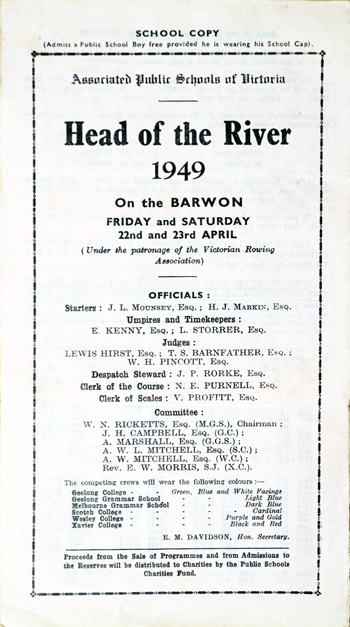 SCHOOL COPY
(Admits a Public School Boy free provided he is wearing his School Cap).
Associated Public Schools of Victoria
Head of the River
1949
On the BARWON
FRIDAY and SATURDAY
22nd and 23rd APRIL
(Under the patronage of the Victorian Rowing
Association)
OFFICIALS :
Starters : J. L. MOUNSEY, ESQ. ; H. J. MARKIN, ESQ.
Umpires and Timekeepers :
E. KENNY, ESQ. ; L. STORRER, ESQ.
Judges :
LEWIS HIRST, ESQ. ; T. S. BARNFATHER, ESQ. ;
W. H. PINCOTT, ESQ.
Despatch Steward : J. P. RORKE, ESQ.
Clerk of the Course : N. E. PURNELL, ESQ.
Clerk of Scales : V. PROFITT, ESQ.
Committee :
W. N. RICKETTS, ESQ. (M.G.S.), Chairman ;
J. H. CAMPBELL, ESQ. (G.C.) ;
A. MARSHALL, ESQ. (G.G.S.) ;
A. W. L. MITCHELL, ESQ. (S.C.) ;
A. W. MITCHELL, ESQ. (W.C.) ;
REV. E. W. MORRIS, S.J. (X.C.).
The competing crews will wear the following colours :—
Geelong College - - Green, Blue and White Facings
Geelong Grammar School - - Light Blue
Melbourne Grammar School - - Dark Blue
Scotch College - - - - Cardinal
Wesley College - - - Purple and Gold
Xavier College - - - Black and Red
E. M. DAVIDSON, Hon. Secretary.
Proceeds from the Sale of Programmes and from Admissions to
the Reserves will be distributed to Charities by the Public Schools
Charities Fund.